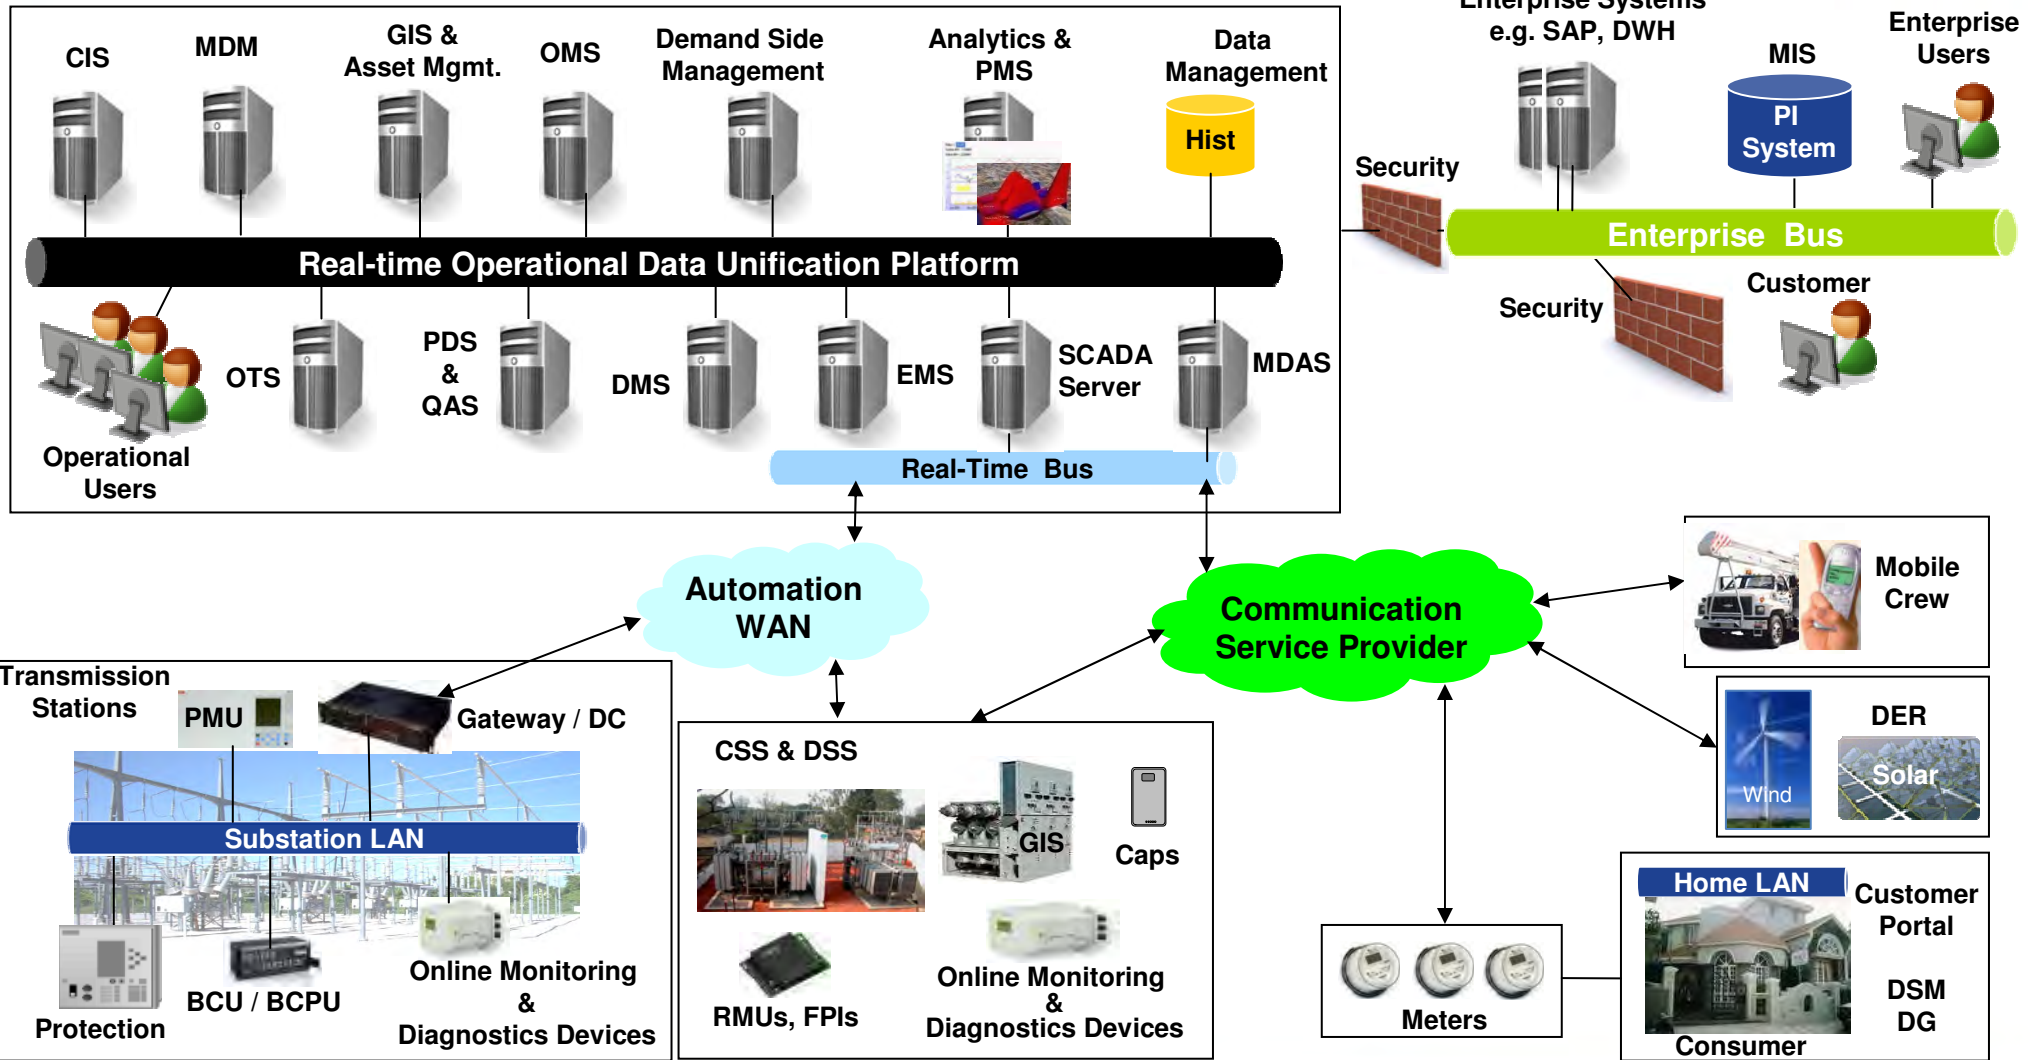 CIS
MDM
GIS &
Asset Mgmt.
OMS
Demand Side
Management
Analytics &
PMS
Data
Management
Hist
Enterprise Systems
e.g. SAP, DWH
MIS
PI
System
Enterprise
Users
Security
Enterprise Bus
Real-time Operational Data Unification Platform
Security
Customer
Operational
Users
OTS
PDS
&
QAS
DMS
EMS
SCADA
Server
MDAS
Real-Time Bus
Automation
WAN
Communication
Service Provider
Mobile
Crew
DER
Wind
Solar
Transmission
Stations
PMU
Gateway / DC
Substation LAN
Protection
BCU / BCPU
Online Monitoring
&
Diagnostics Devices
CSS & DSS
GIS
Caps
RMUs, FPIs
Online Monitoring
&
Diagnostics Devices
Meters
Home LAN
Customer
Portal
DSM
DG
Consumer